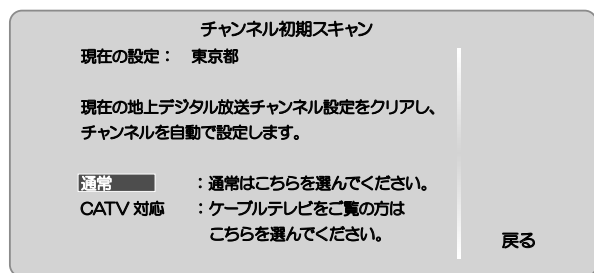 チャンネル初期スキャン
現在の設定： 東京都
現在の地上デジタル放送チャンネル設定をクリアし、
チャンネルを自動で設定します。
通常 ：通常はこちらを選んでください。
CATV 対応 ：ケーブルテレビをご覧の方は
こちらを選んでください。
戻る